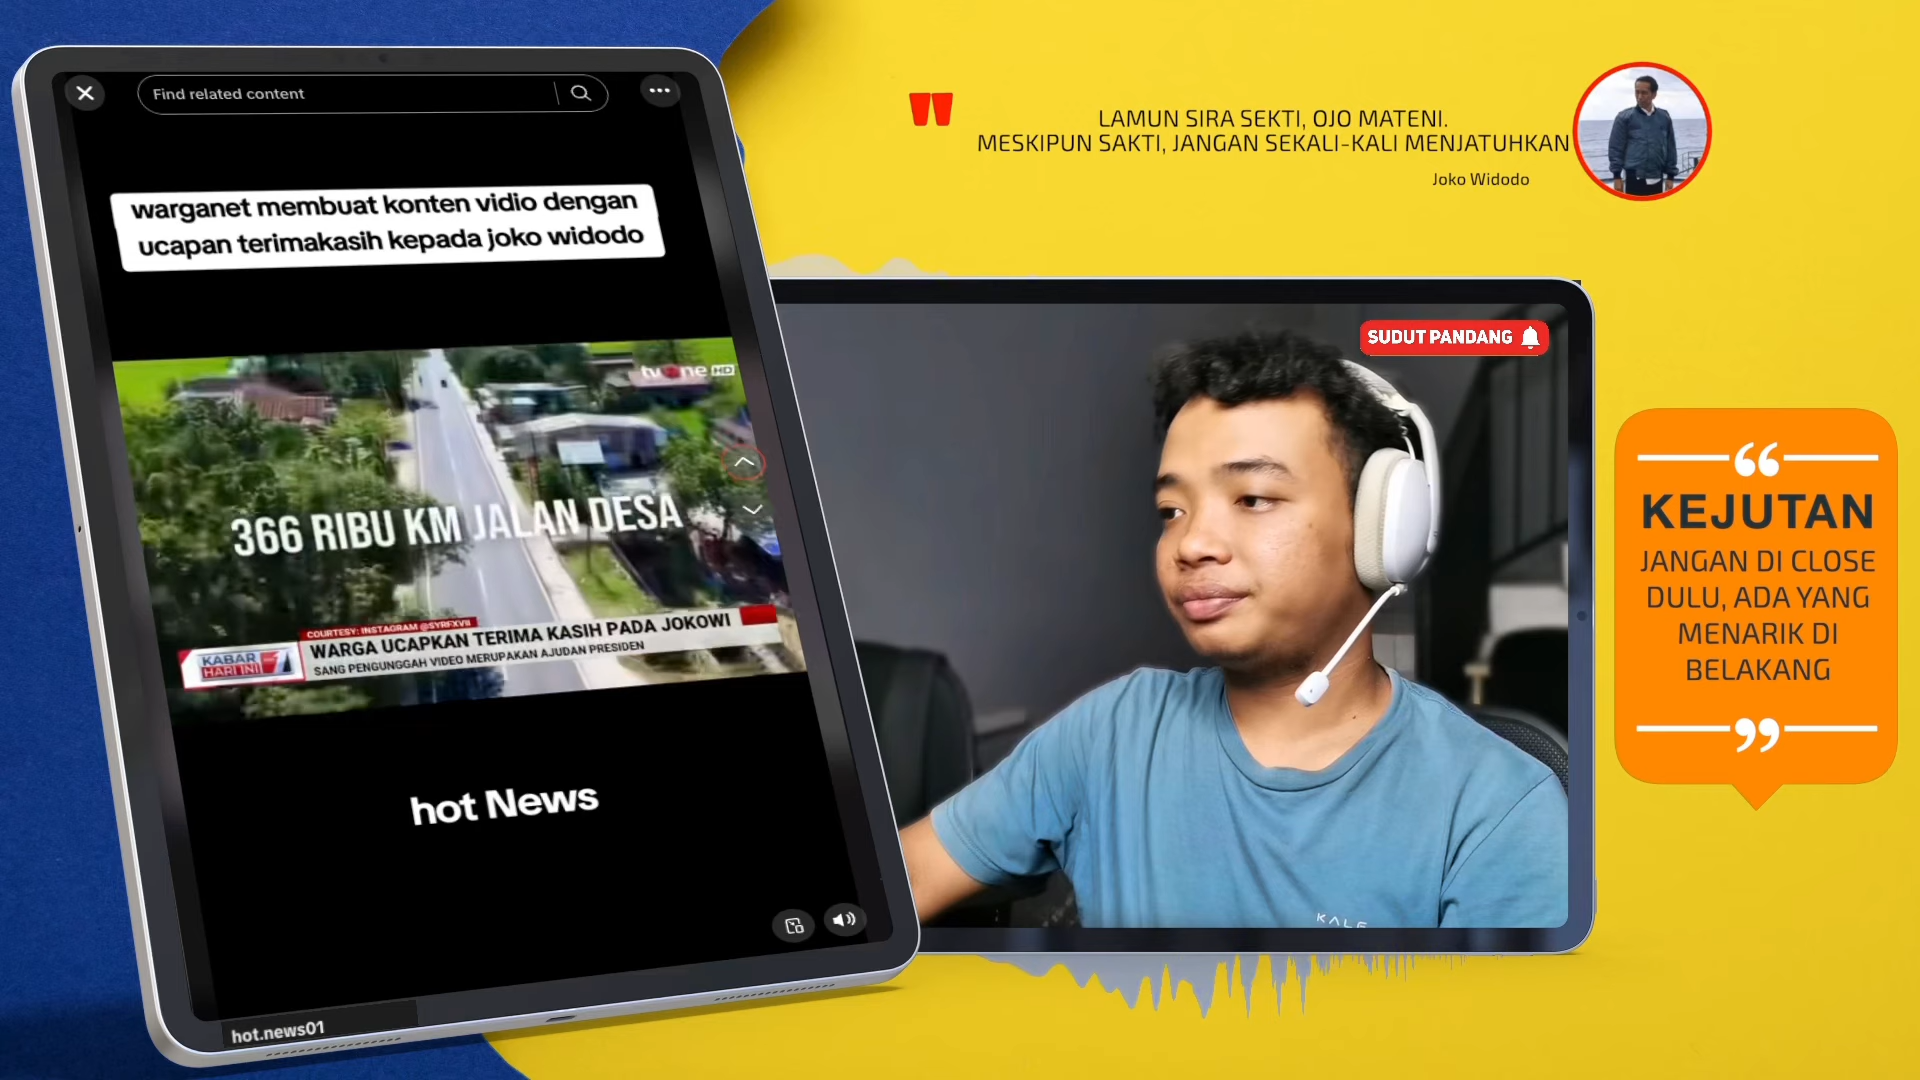 Find related content
warganet membuat konten vidio dengan
ucapan terimakasih kepada joko widodo
tvOne HD
366 RIBU KM JALAN DESA
COURTESY: INSTAGRAM @SYRFXVII
WARGA UCAPKAN TERIMA KASIH PADA JOKOWI
SANG PENGUNGGAH VIDEO MERUPAKAN AJUDAN PRESIDEN
KABAR
HARI INI
hot News
hot.news01
LAMUN SIRA SEKTI, OJO MATENI.
MESKIPUN SAKTI, JANGAN SEKALI-KALI MENJATUHKAN
Joko Widodo
SUDUT PANDANG
KALE
KEJUTAN
JANGAN DI CLOSE
DULU, ADA YANG
MENARIK DI
BELAKANG